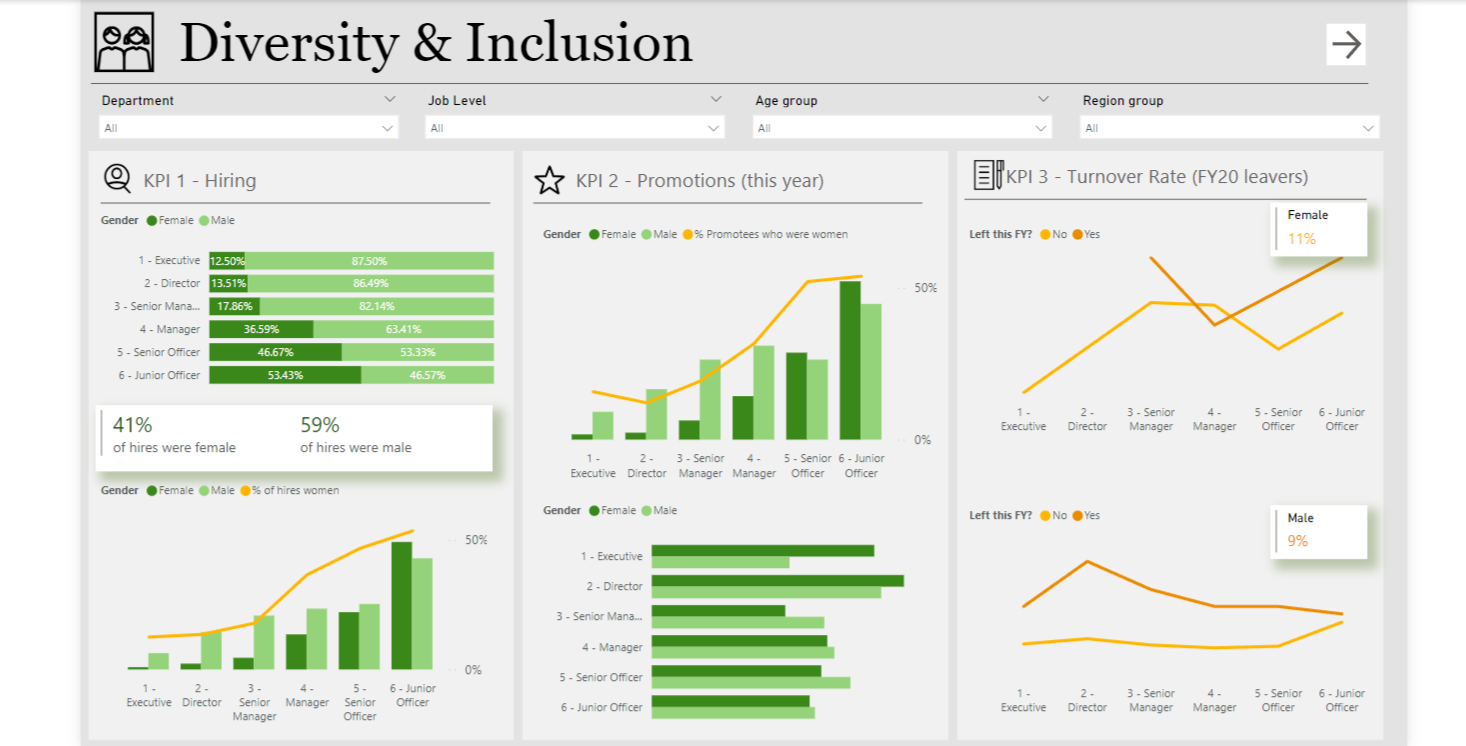 Diversity & Inclusion
Department
Job Level
Age group
Region group
All
All
All
All
KPI 1 - Hiring
Gender Female Male
1 - Executive 12.50% 87.50%
2 - Director 13.51% 86.49%
3 - Senior Mana... 17.86% 82.14%
4 - Manager 36.59% 63.41%
5 - Senior Officer 46.67% 53.33%
6 - Junior Officer 53.43% 46.57%
41% 59%
of hires were female of hires were male
Gender Female Male % of hires women
50%
0%
1 - 2 - 3 - 4 - 5 - 6 - Junior
Executive Director Senior Manager Senior Officer
Manager Officer
KPI 2 - Promotions (this year)
Gender Female Male % Promotees who were women
50%
0%
1 - 2 - 3 - Senior 4 - 5 - Senior 6 - Junior
Executive Director Manager Manager Officer Officer
Gender Female Male
1 - Executive
2 - Director
3 - Senior Mana...
4 - Manager
5 - Senior Officer
6 - Junior Officer
KPI 3 - Turnover Rate (FY20 leavers)
Female
Left this FY? No Yes
11%
1 - 2 - 3 - Senior 4 - 5 - Senior 6 - Junior
Executive Director Manager Manager Officer Officer
Left this FY? No Yes
Male
9%
1 - 2 - 3 - Senior 4 - 5 - Senior 6 - Junior
Executive Director Manager Manager Officer Officer